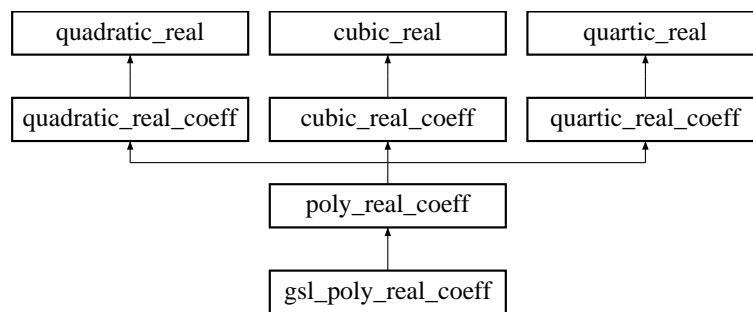 quadratic_real cubic_real quartic_real
quadratic_real_coeff cubic_real_coeff quartic_real_coeff
poly_real_coeff
gsl_poly_real_coeff